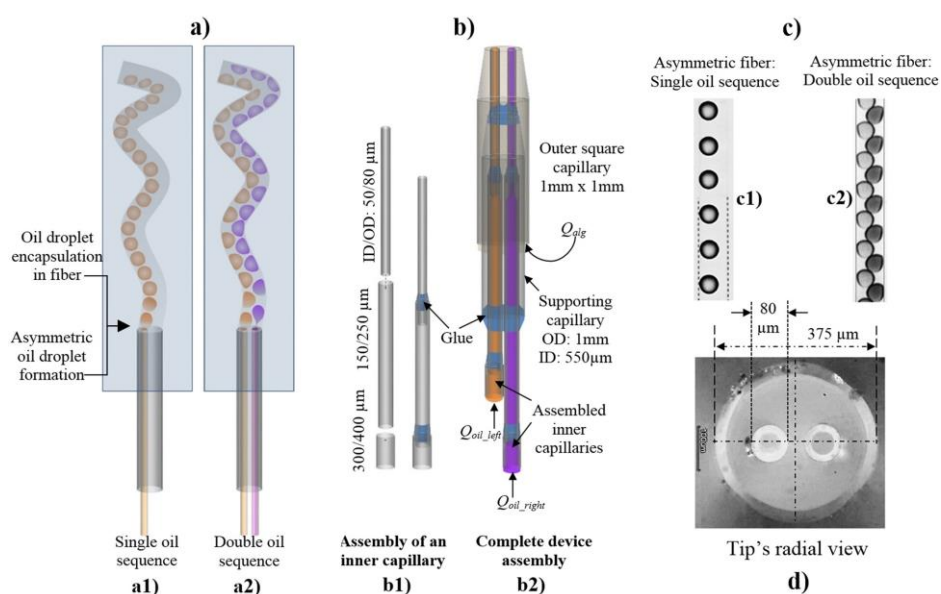 a)
b)
c)
Asymmetric fiber:
Single oil sequence
Asymmetric fiber:
Double oil sequence
c1)
c2)
Oil droplet
encapsulation
in fiber
Asymmetric
oil droplet
formation
Single oil
sequence
a1)
Double oil
sequence
a2)
ID/OD: 50/80 µm
150/250 µm
300/400 µm
Glue
Outer square
capillary
1mm x 1mm
Qalg
Supporting
capillary
OD: 1mm
ID: 550µm
Assembled
inner
capillaries
Qoil_left
Qoil_right
Assembly of an
inner capillary
b1)
Complete device
assembly
b2)
80
µm
375 µm
Tip's radial view
d)